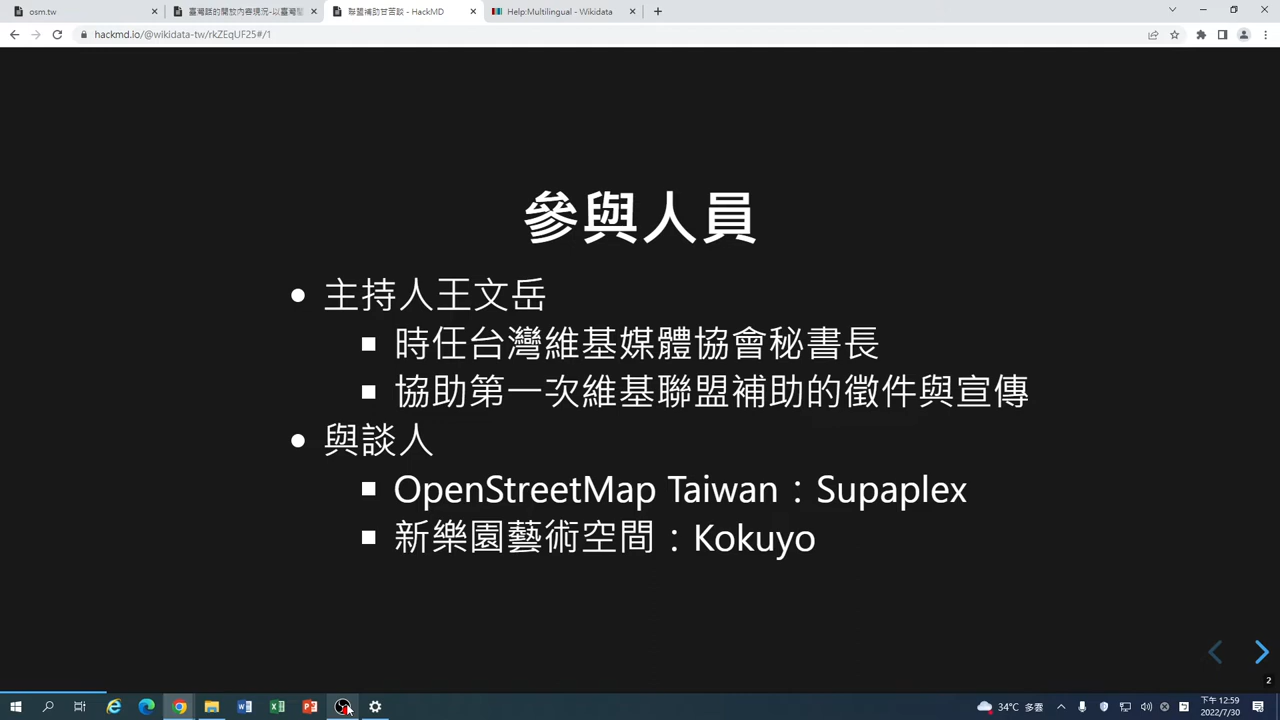 osm.tw
臺灣話的開放內容現況-以臺灣閩
聯盟補助甘苦談 - HackMD
Help:Multilingual - Wikidata
hackmd.io/@wikidata-tw/rkZEqUF25#/1
參與人員
主持人王文岳
時任台灣維基媒體協會秘書長
協助第一次維基聯盟補助的徵件與宣傳
與談人
OpenStreetMap Taiwan：Supaplex
新樂園藝術空間：Kokuyo
2
34°C 多雲
下午 12:59
2022/7/30